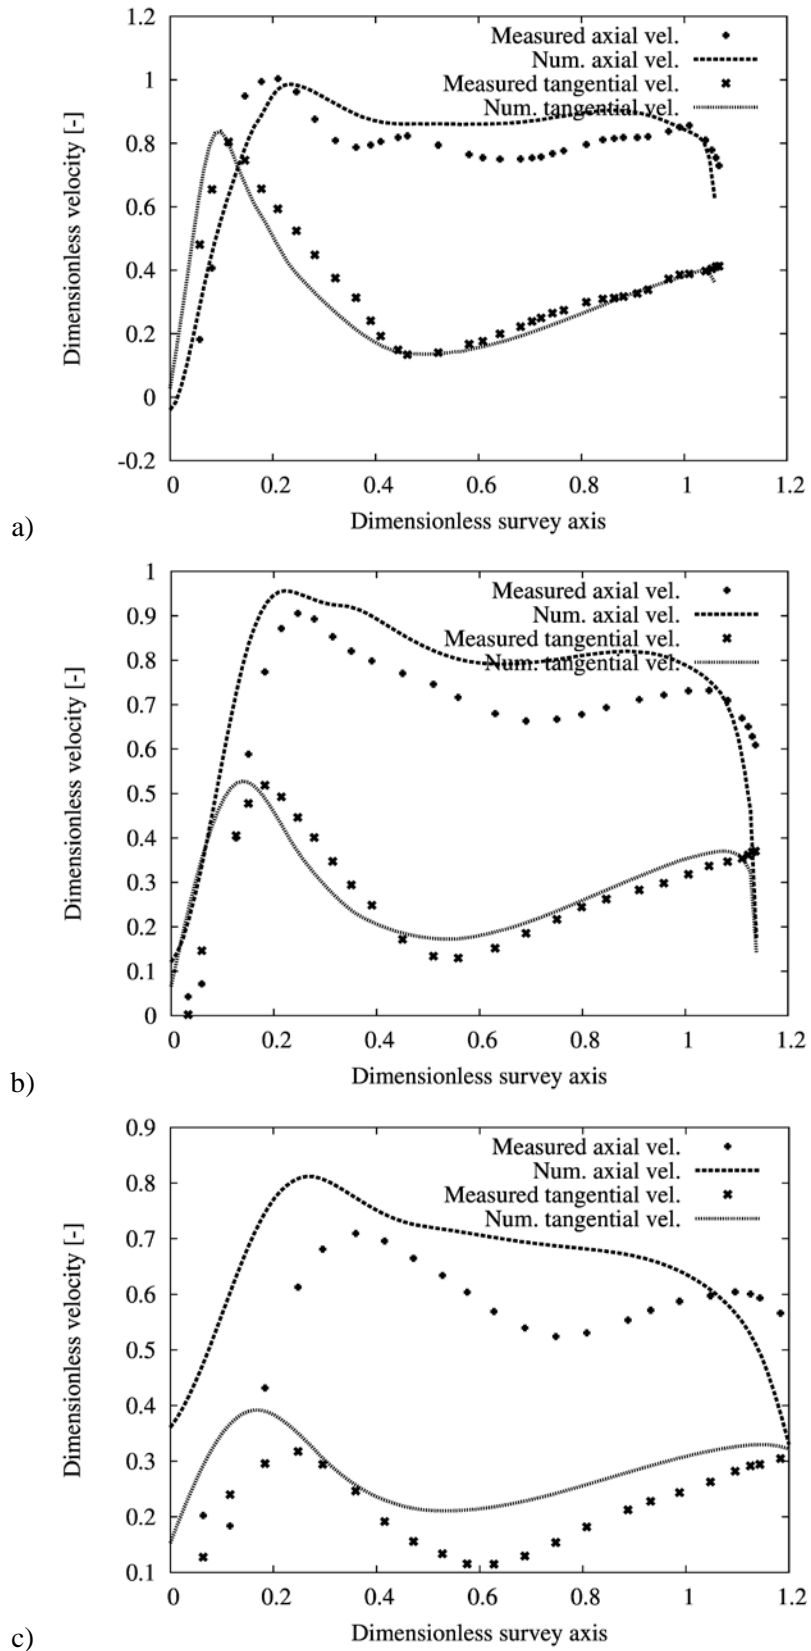 1.2
Measured axial vel.
Num. axial vel.
Measured tangential vel.
Num. tangential vel.
1
0.8
0.6
0.4
0.2
0
-0.2
Dimensionless velocity [-]
0 0.2 0.4 0.6 0.8 1 1.2
Dimensionless survey axis
a)
1
Measured axial vel.
Num. axial vel.
Measured tangential vel.
Num. tangential vel.
0.9
0.8
0.7
0.6
0.5
0.4
0.3
0.2
0.1
0
Dimensionless velocity [-]
0 0.2 0.4 0.6 0.8 1 1.2
Dimensionless survey axis
b)
0.9
Measured axial vel.
Num. axial vel.
Measured tangential vel.
Num. tangential vel.
0.8
0.7
0.6
0.5
0.4
0.3
0.2
0.1
Dimensionless velocity [-]
0 0.2 0.4 0.6 0.8 1 1.2
Dimensionless survey axis
c)